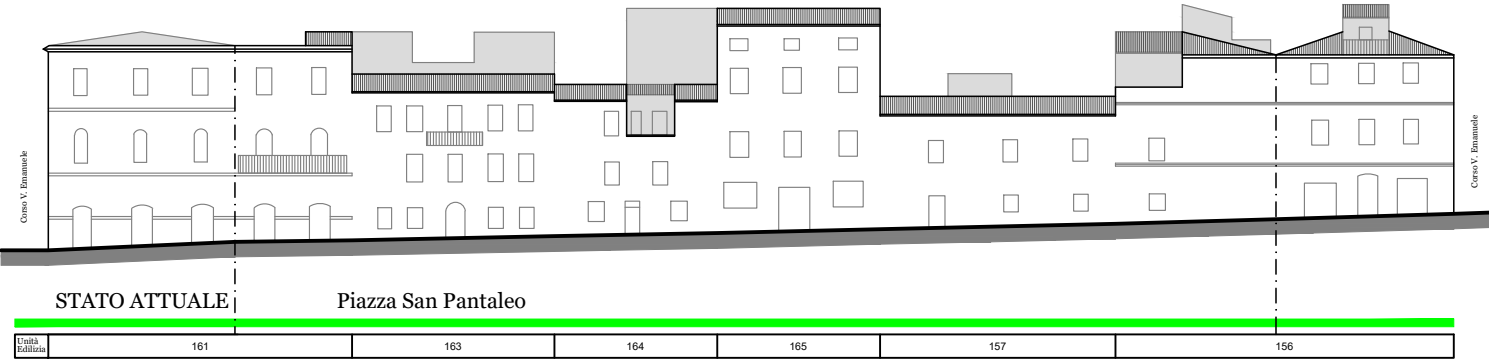 Corso V. Emanuele
Corso V. Emanuele
STATO ATTUALE
Piazza San Pantaleo
Unità
Edilizia
161
163
164
165
157
156